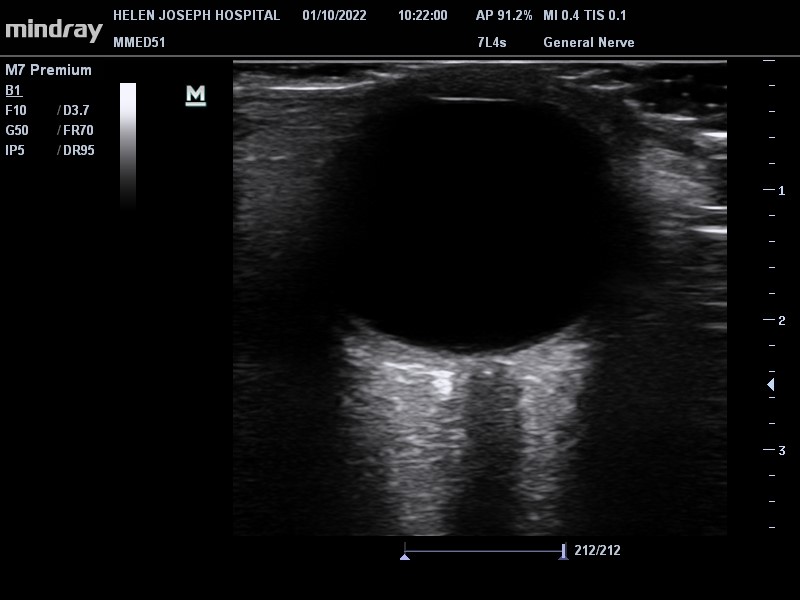 mindray
HELEN JOSEPH HOSPITAL 01/10/2022 10:22:00 AP 91.2% MI 0.4 TIS 0.1
MMED51 7L4s General Nerve
M7 Premium
B1
F10 / D3.7
G50 / FR70
IP5 / DR95
M
1
2
3
212/212